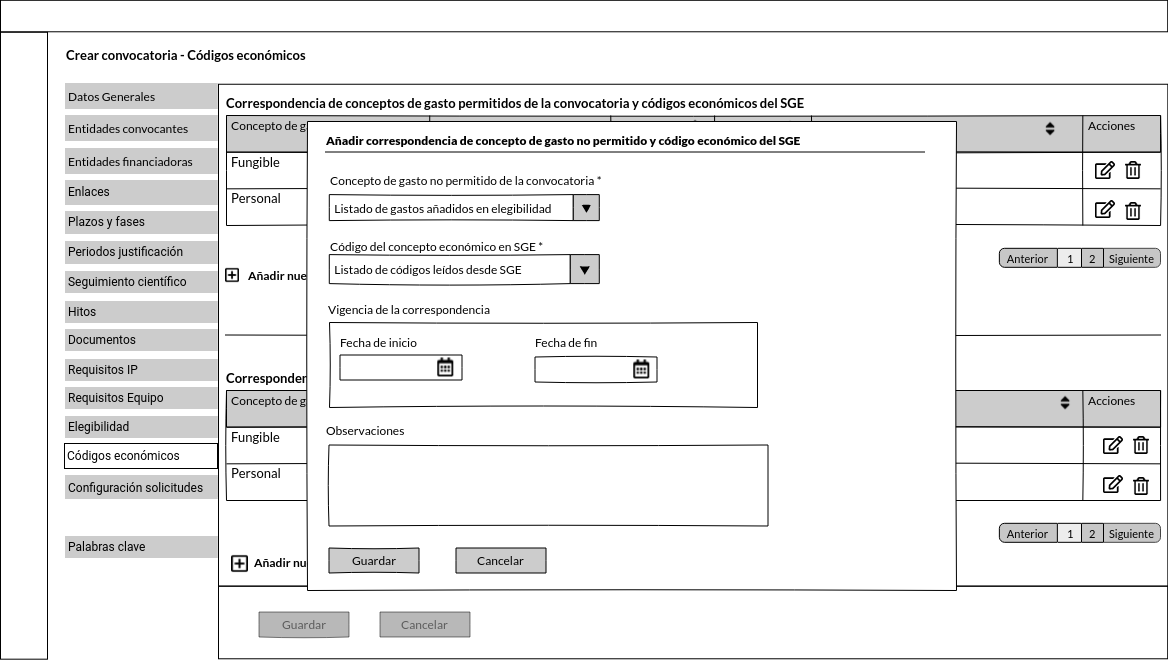 Crear convocatoria - Códigos económicos
Datos Generales
Entidades convocantes
Entidades financiadoras
Enlaces
Plazos y fases
Periodos justificación
Seguimiento científico
Hitos
Documentos
Requisitos IP
Requisitos Equipo
Elegibilidad
Códigos económicos
Configuración solicitudes
Palabras clave
Correspondencia de conceptos de gasto permitidos de la convocatoria y códigos económicos del SGE
Concepto de g
Acciones
Fungible
Personal
Anterior 1 2 Siguiente
Añadir nue
Añadir correspondencia de concepto de gasto no permitido y código económico del SGE
Concepto de gasto no permitido de la convocatoria *
Listado de gastos añadidos en elegibilidad
Código del concepto económico en SGE *
Listado de códigos leídos desde SGE
Vigencia de la correspondencia
Fecha de inicio
Fecha de fin
Observaciones
Guardar
Cancelar
Corresponden
Concepto de g
Acciones
Fungible
Personal
Anterior 1 2 Siguiente
Añadir nu
Guardar
Cancelar